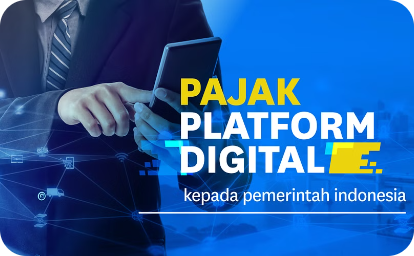 PAJAK
PLATFORM
DIGITAL
kepada pemerintah indonesia